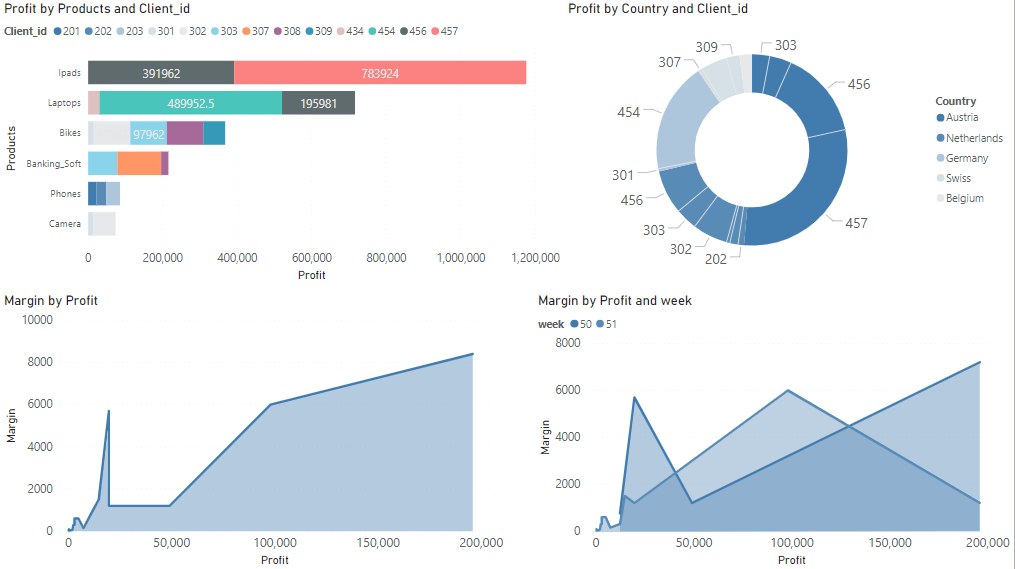 Profit by Products and Client_id
Client_id 201 202 203 301 302 303 307 308 309 434 454 456 457
Products
Ipads 391962 783924
Laptops 489952.5 195981
Bikes 97962
Banking_Soft
Phones
Camera
0 200,000 400,000 600,000 800,000 1,000,000 1,200,000
Profit
Profit by Country and Client_id
309 303
307 456
454
301
456
303
302
202
457
Country
Austria
Netherlands
Germany
Swiss
Belgium
Margin by Profit
10000
8000
6000
4000
2000
0
Margin
0 50,000 100,000 150,000 200,000
Profit
Margin by Profit and week
week 50 51
8000
6000
4000
2000
0
Margin
0 50,000 100,000 150,000 200,000
Profit